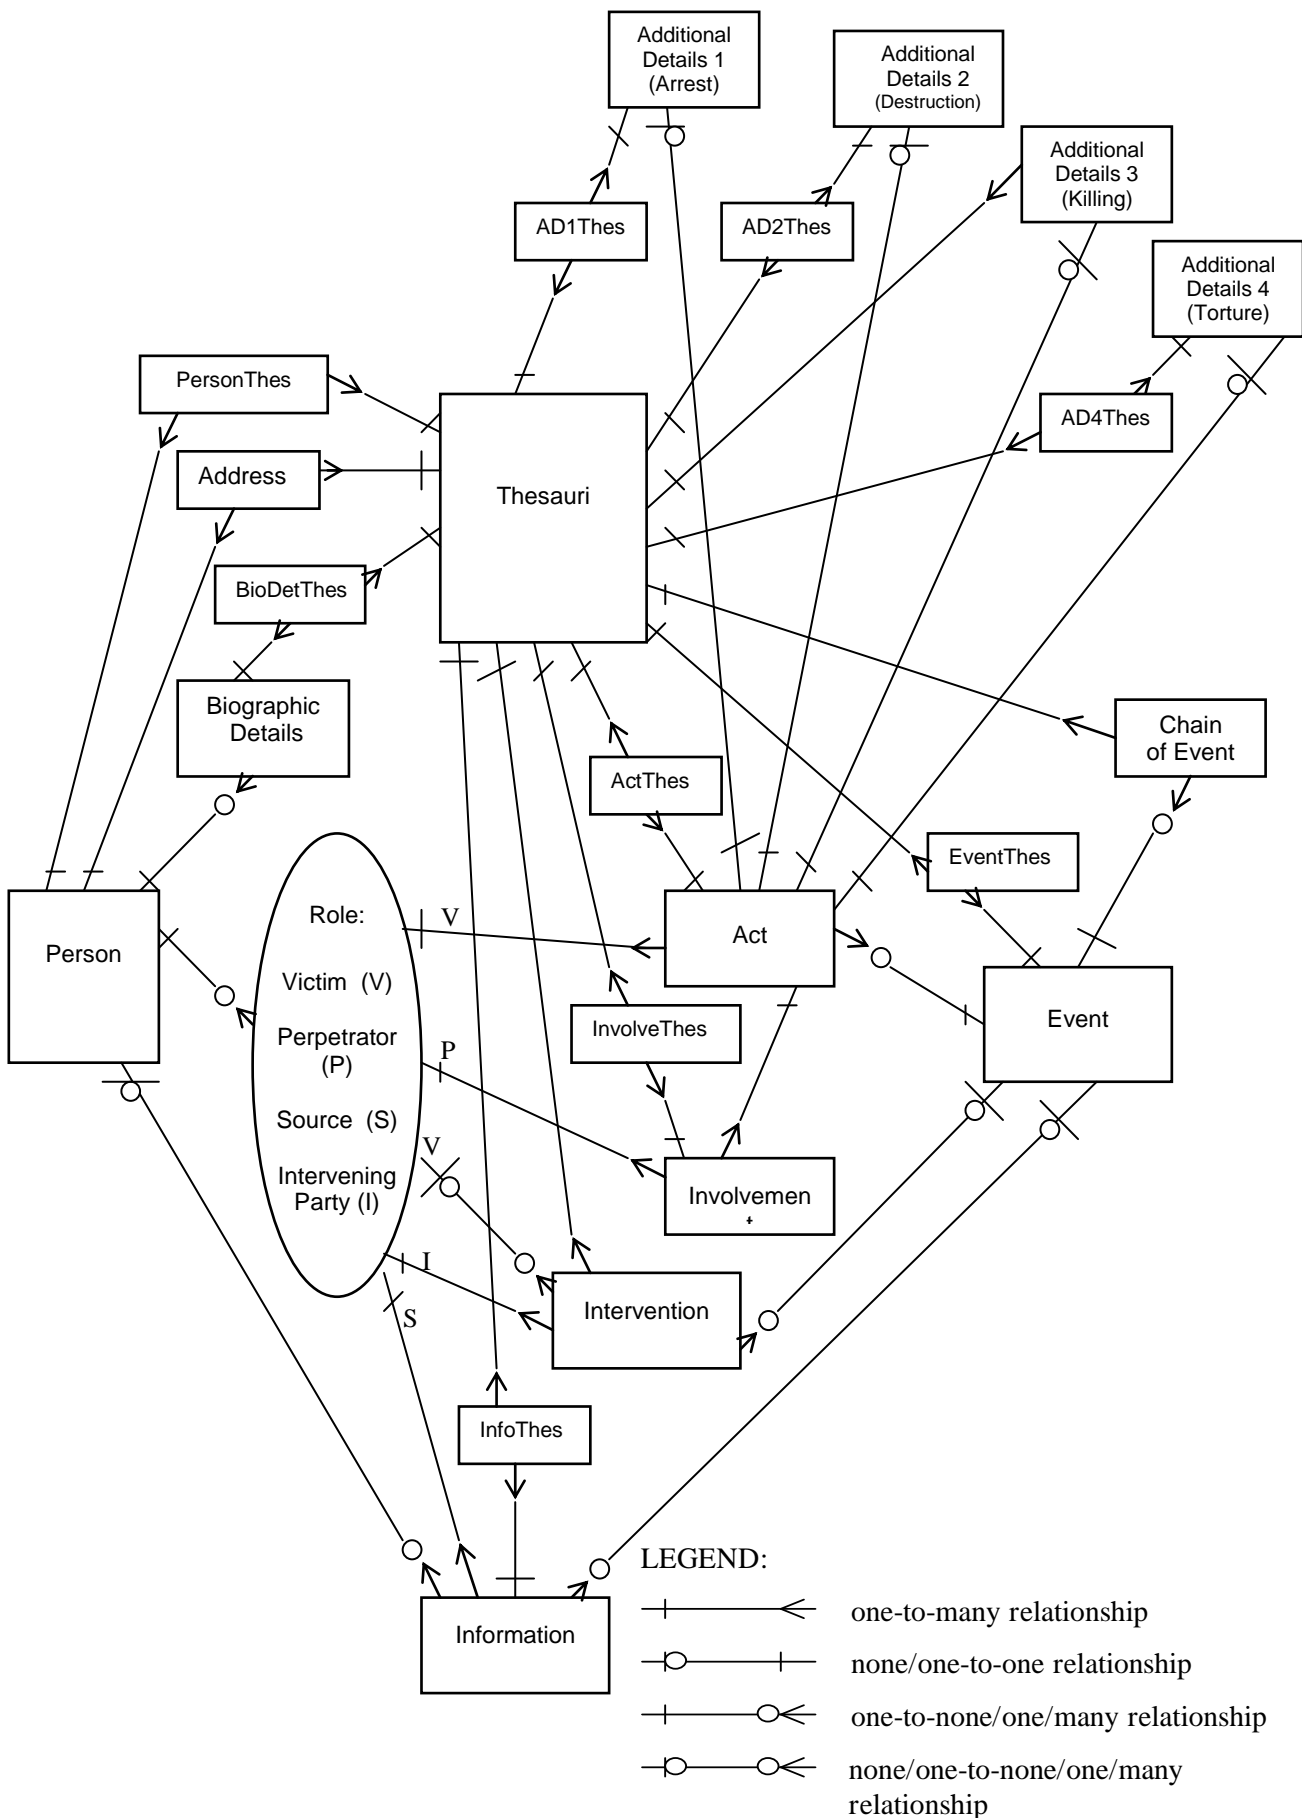 Additional
Details 1
(Arrest)
Additional
Details 2
(Destruction)
Additional
Details 3
(Killing)
Additional
Details 4
(Torture)
AD1Thes
AD2Thes
AD4Thes
PersonThes
Address
Thesauri
BioDetThes
Biographic
Details
Chain
of Event
ActThes
EventThes
Person
Role:
Victim (V)
Perpetrator
(P)
Source (S)
Intervening
Party (I)
V
Act
Event
InvolveThes
P
V
Involvemen
t
I
Intervention
S
InfoThes
Information
LEGEND:
one-to-many relationship
none/one-to-one relationship
one-to-none/one/many relationship
none/one-to-none/one/many
relationship